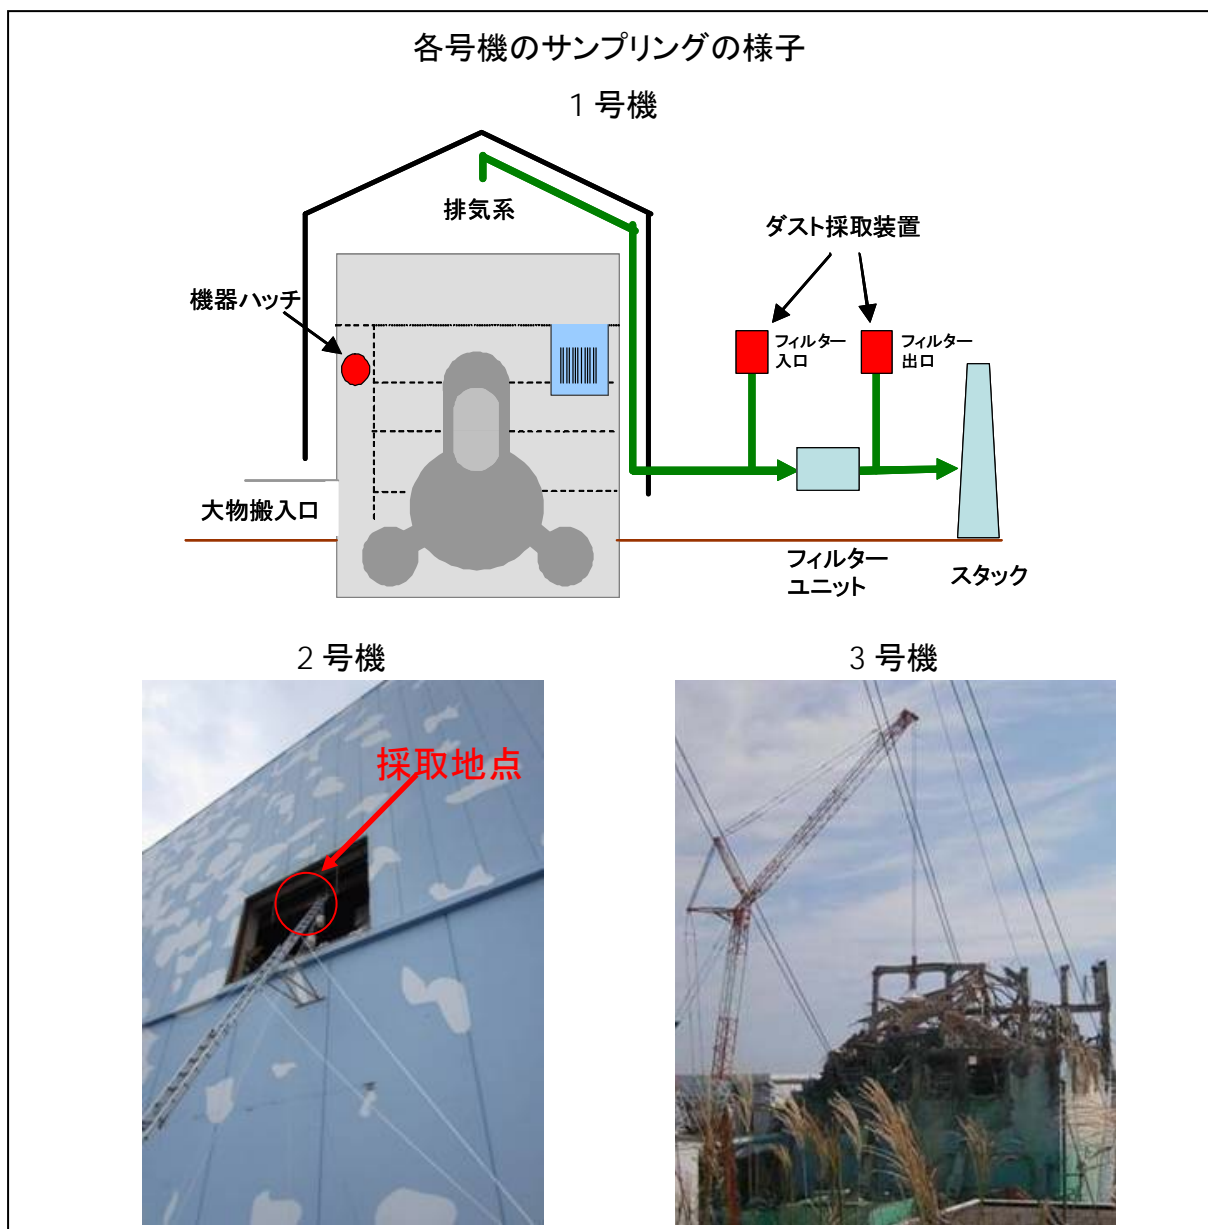 各号機のサンプリングの様子
1 号機
排気系
ダスト採取装置
機器ハッチ
フィルター
入口
フィルター
出口
大物搬入口
フィルター
ユニット
スタック
2 号機
3 号機
採取地点